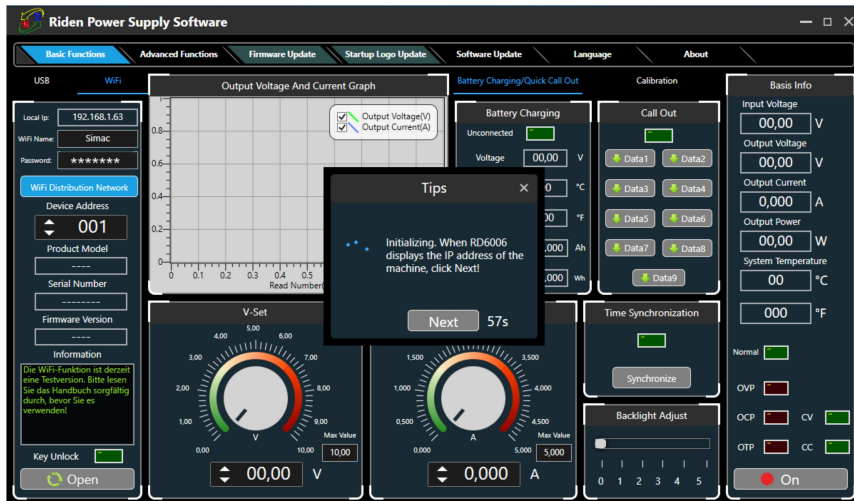 Riden Power Supply Software
Basic Functions
Advanced Functions
Firmware Update
Startup Logo Update
Software Update
Language
About
USB
WiFi
Local Ip:
192.168.1.63
WiFi Name:
Simac
Password:
*******
WiFi Distribution Network
Device Address
001
Product Model
----
Serial Number
--------
Firmware Version
----
Information
Die WiFi-Funktion ist derzeit
eine Testversion. Bitte lesen
Sie das Handbuch sorgfältig
durch, bevor Sie es
verwenden!
Key Unlock
Open
Output Voltage And Current Graph
Output Voltage(V)
Output Current(A)
1
0.8
0.6
0.4
0.2
0
0 0.1 0.2 0.3 0.4
Read Number(
Tips
Initializing. When RD6006
displays the IP address of the
machine, click Next!
Next
57s
V-Set
0,00
1,00
2,00
3,00
4,00
5,00
6,00
7,00
8,00
9,00
10,00
V
Max Value
10,00
00,00 V
0,000
0,500
1,000
1,500
3,500
4,000
4,500
5,000
A
Max Value
5,000
0,000 A
Battery Charging/Quick Call Out
Calibration
Battery Charging
Unconnected
Voltage
00,00
V
°C
°F
,000 Ah
,000 Wh
Call Out
Data1
Data2
Data3
Data4
Data5
Data6
Data7
Data8
Data9
Time Synchronization
Synchronize
Backlight Adjust
0 1 2 3 4 5
Basis Info
Input Voltage
00,00 V
Output Voltage
00,00 V
Output Current
0,000 A
Output Power
00,00 W
System Temperature
00 °C
000 °F
Normal
OVP
OCP
CV
OTP
CC
On